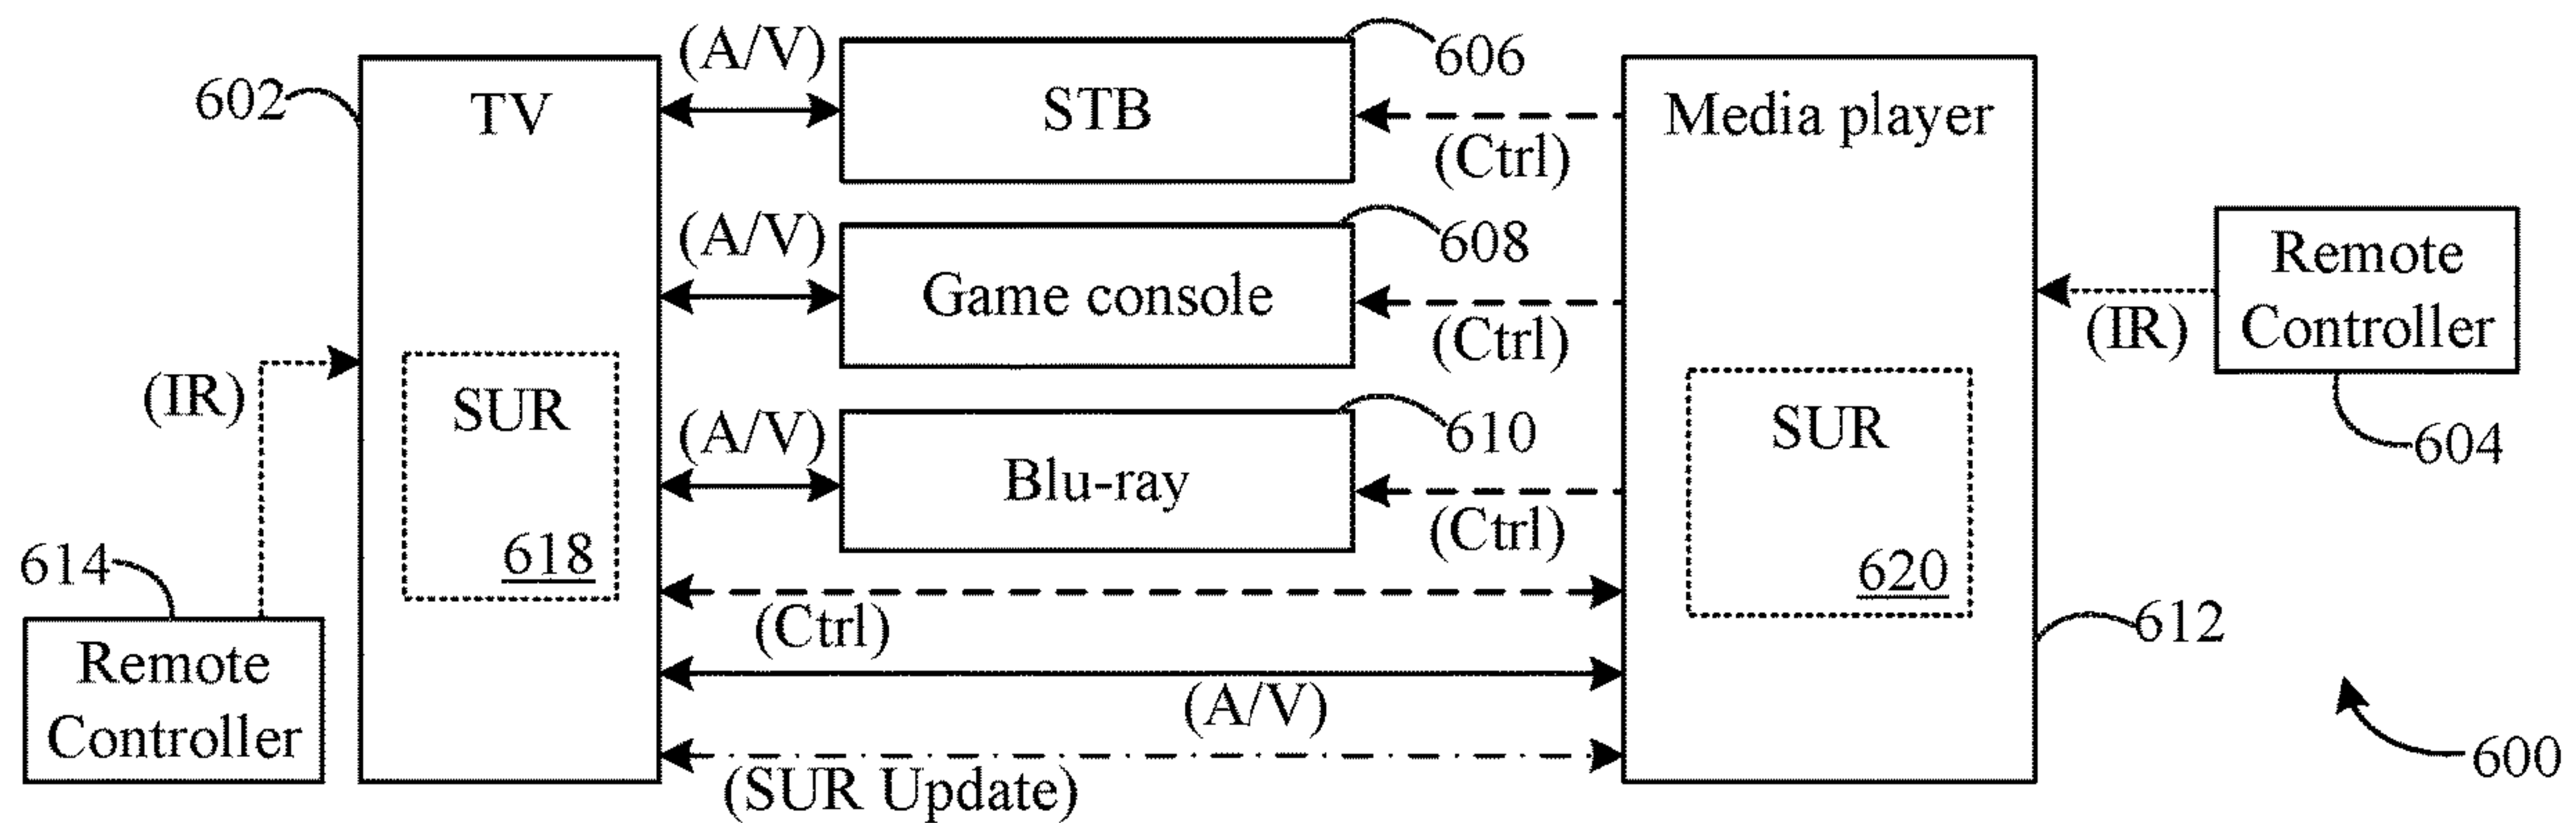 (A/V)
606
602
TV
STB
Media player
(Ctrl)
(A/V)
608
Remote
Controller
Game console
(IR)
(Ctrl)
(IR)
SUR
(A/V)
610
SUR
604
Blu-ray
(Ctrl)
618
614
620
(Ctrl)
612
Remote
Controller
(A/V)
(SUR Update)
600